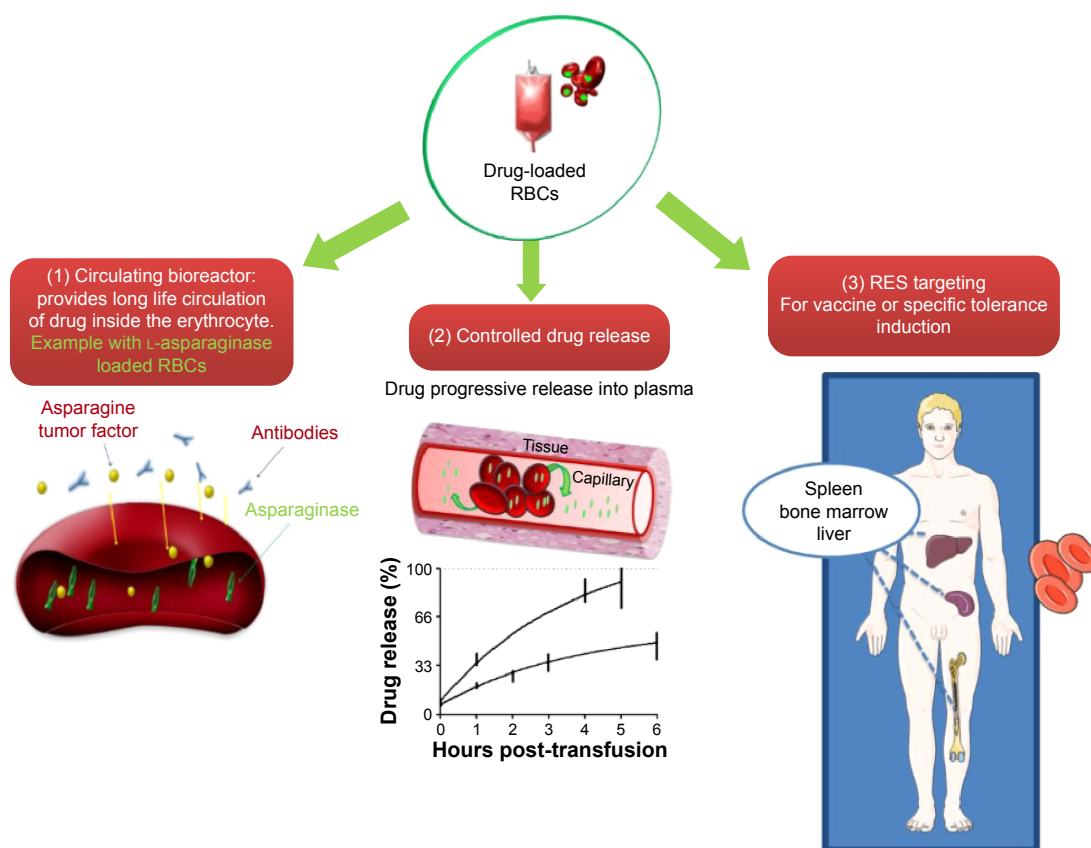 Drug-loaded
RBCs
(1) Circulating bioreactor:
provides long life circulation
of drug inside the erythrocyte.
Example with L-asparaginase
loaded RBCs
Asparagine
tumor factor
Antibodies
Asparaginase
(2) Controlled drug release
Drug progressive release into plasma
Tissue
Capillary
Drug release (%)
100
66
33
0
0 1 2 3 4 5 6
Hours post-transfusion
(3) RES targeting
For vaccine or specific tolerance
induction
Spleen
bone marrow
liver